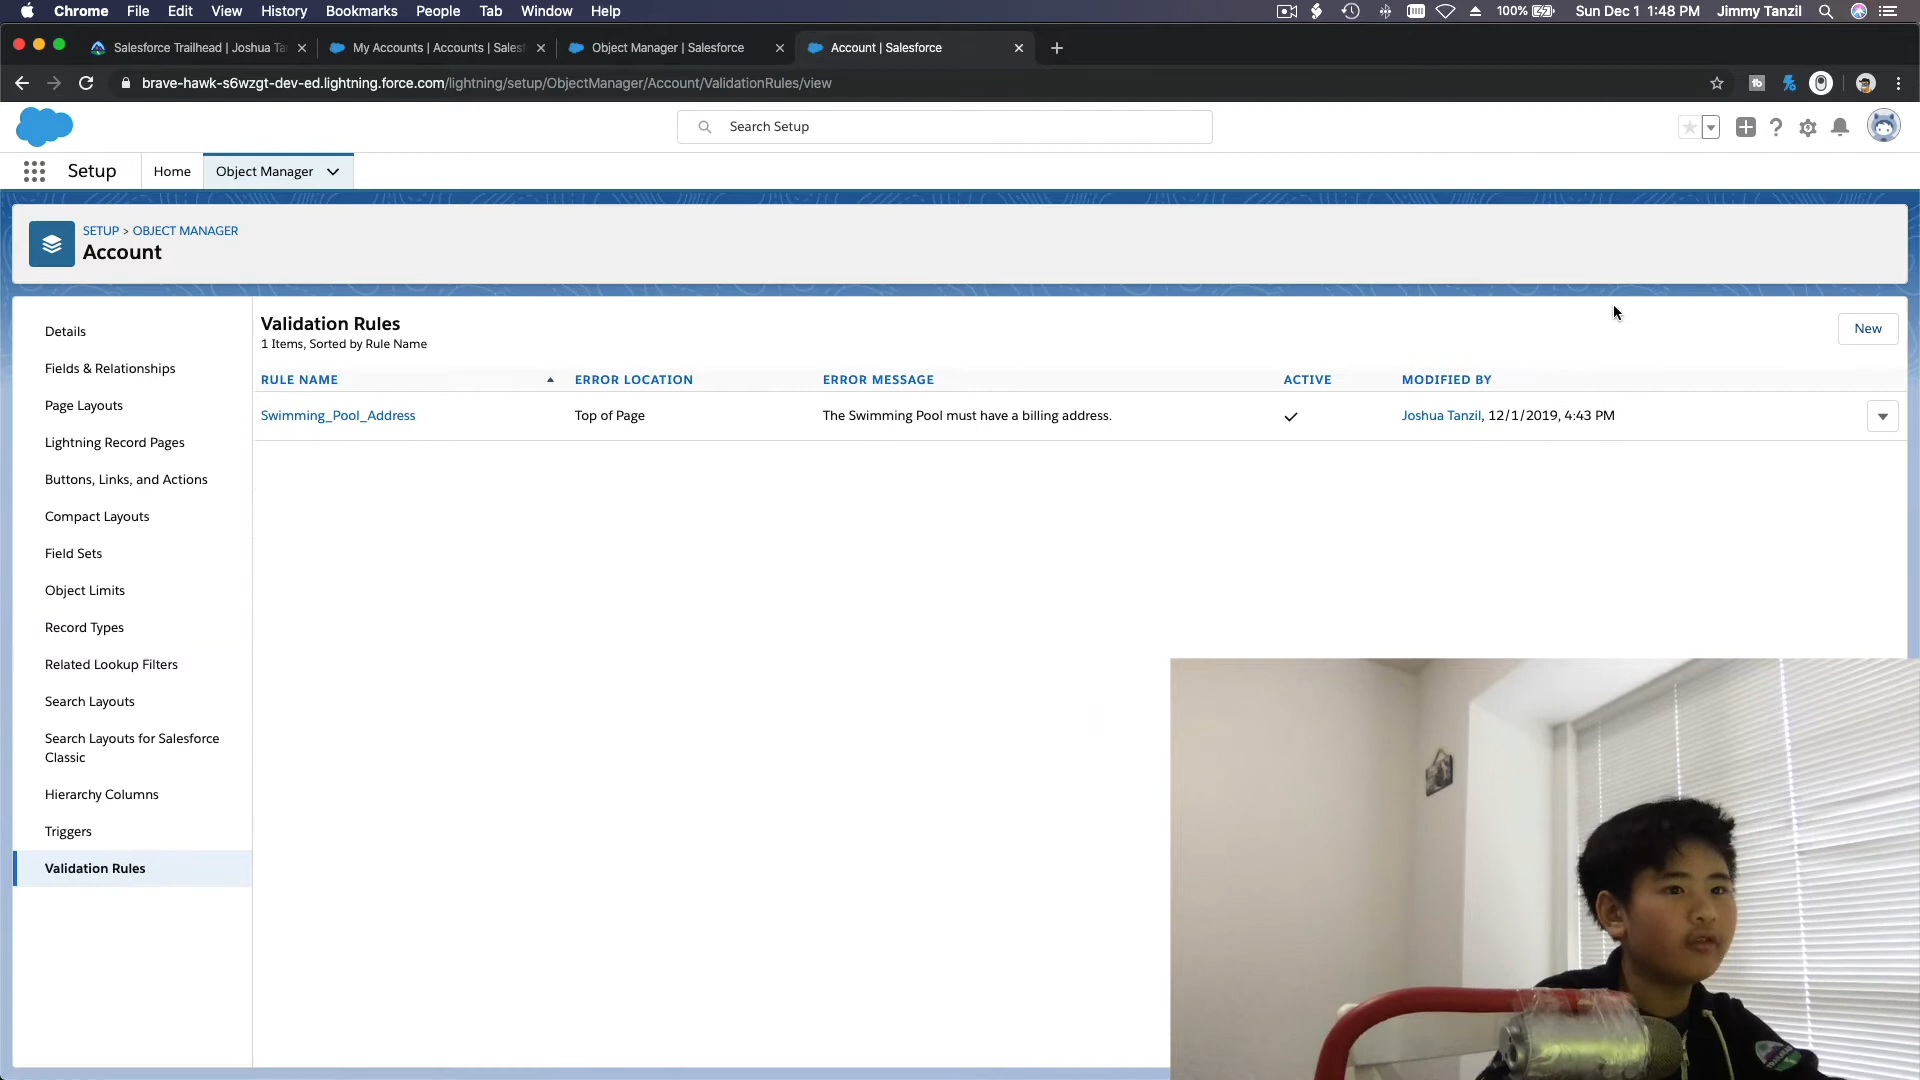 Chrome File Edit View History Bookmarks People Tab Window Help 100% Sun Dec 1 1:48 PM Jimmy Tanzil
Salesforce Trailhead | Joshua Ta My Accounts | Accounts | Sales Object Manager | Salesforce Account | Salesforce
brave-hawk-s6wzgt-dev-ed.lightning.force.com/lightning/setup/ObjectManager/Account/ValidationRules/view
Search Setup
Setup Home Object Manager
SETUP > OBJECT MANAGER
Account
Details
Fields & Relationships
Page Layouts
Lightning Record Pages
Buttons, Links, and Actions
Compact Layouts
Field Sets
Object Limits
Record Types
Related Lookup Filters
Search Layouts
Search Layouts for Salesforce
Classic
Hierarchy Columns
Triggers
Validation Rules
Validation Rules
1 Items, Sorted by Rule Name
New
RULE NAME ERROR LOCATION ERROR MESSAGE ACTIVE MODIFIED BY
Swimming_Pool_Address Top of Page The Swimming Pool must have a billing address. Joshua Tanzil, 12/1/2019, 4:43 PM